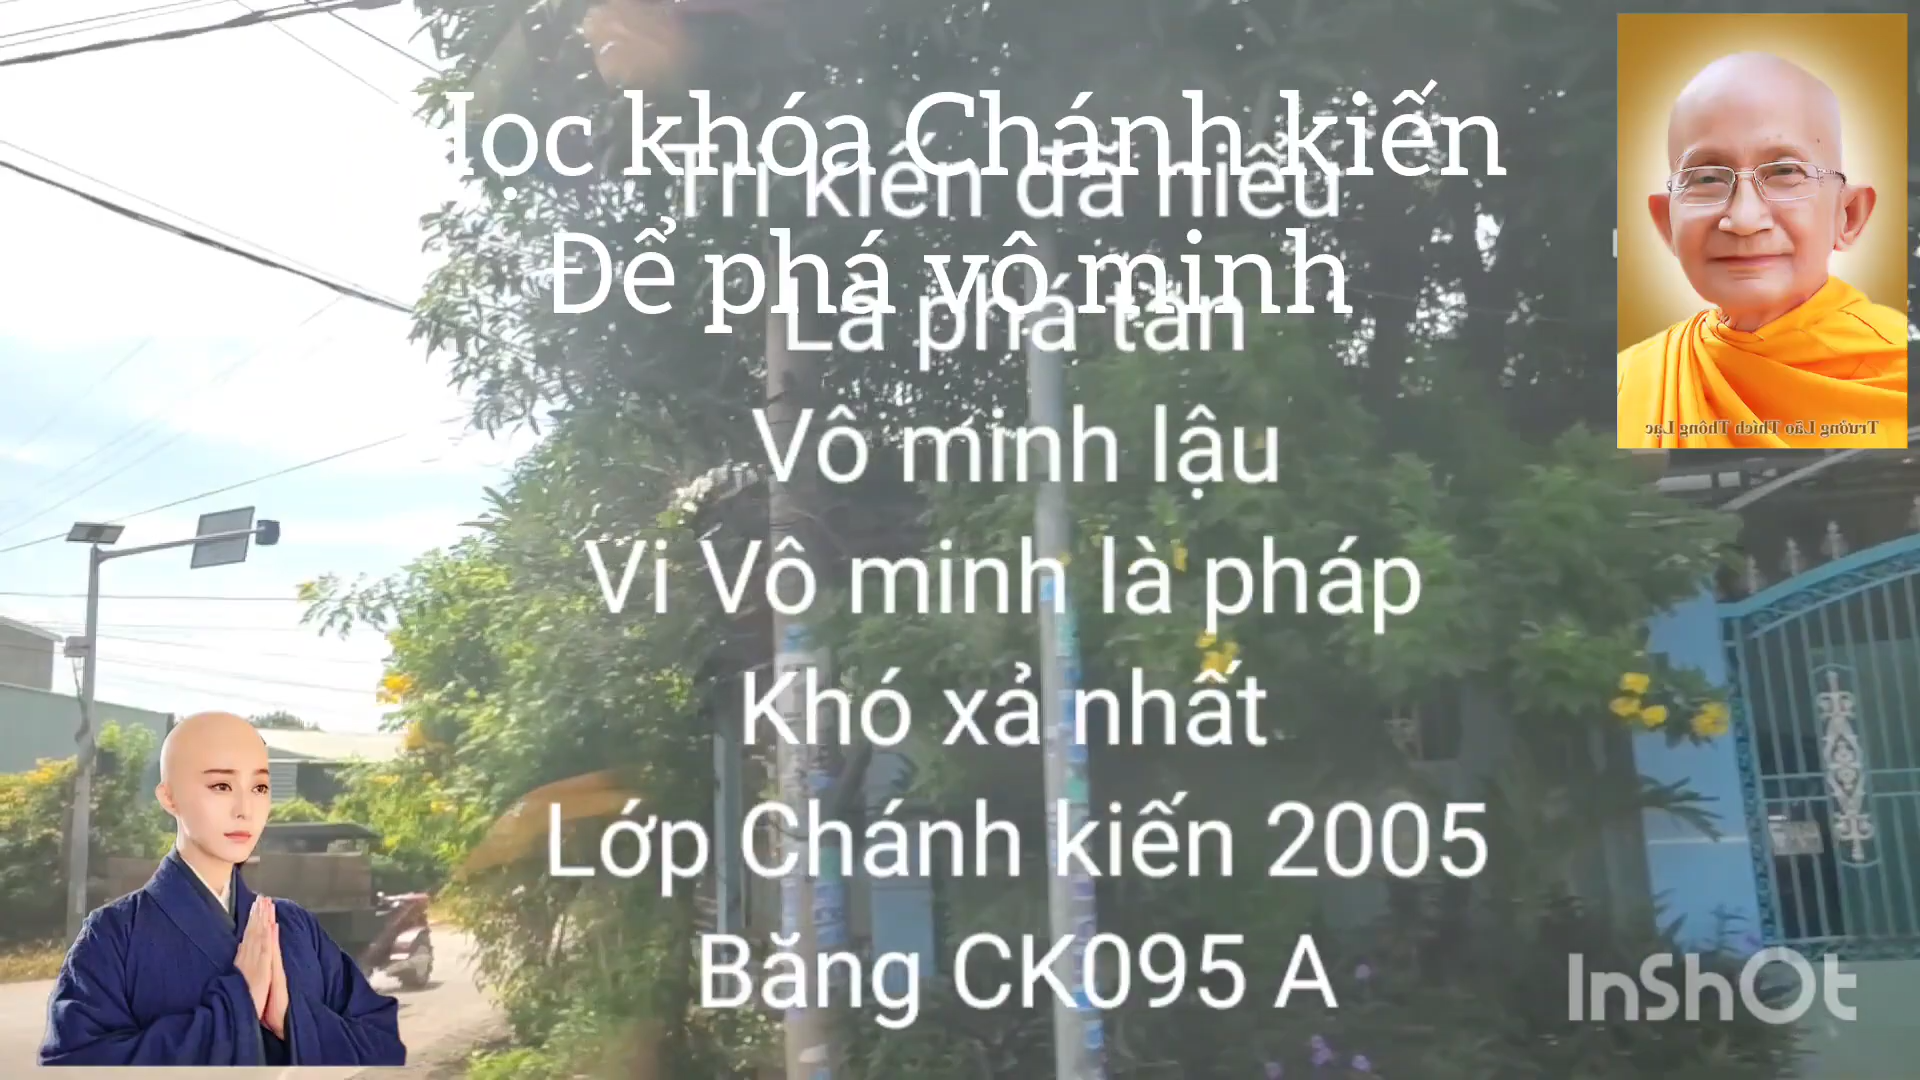 Học khóa Chánh kiến
Tri kiến đã hiểu
Để phá vô minh
Là phá tan
Vô minh lậu
Vi Vô minh là pháp
Khó xả nhất
Lớp Chánh kiến 2005
Băng CK095 A
Trưởng Lão Thích Thông Lạc
InShOt